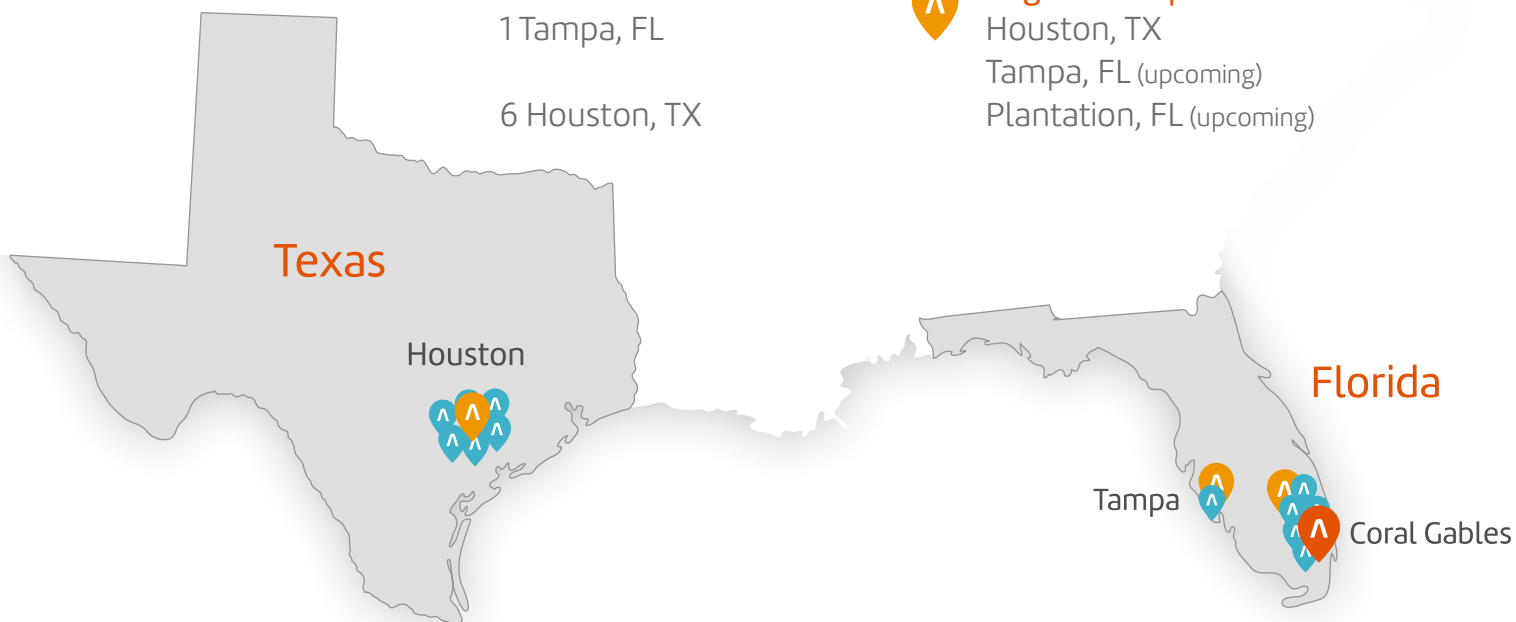 1 Tampa, FL
6 Houston, TX
Houston, TX
Tampa, FL (upcoming)
Plantation, FL (upcoming)
Texas
Houston
Florida
Tampa
Coral Gables